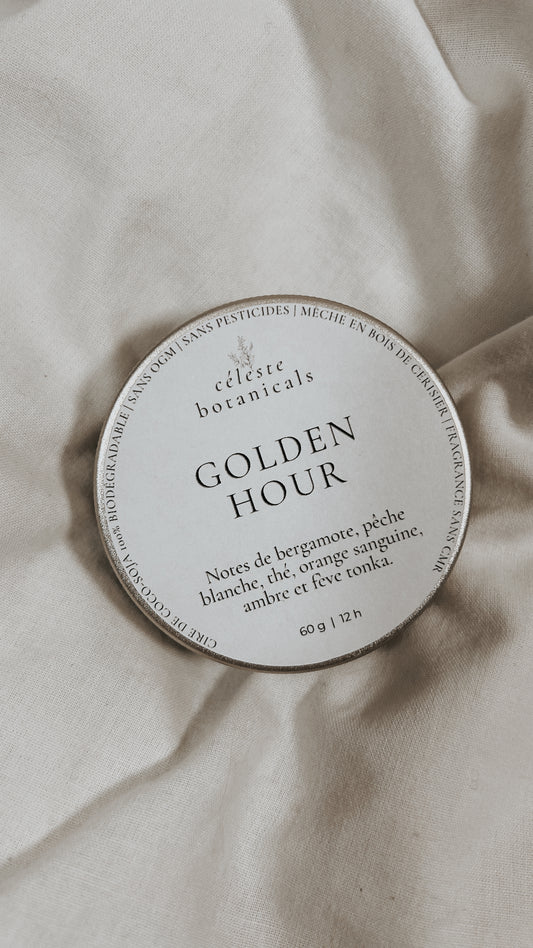 CIRE DE COCO-SOJA 100% BIODÉGRADABLE | SANS OGM | SANS PESTICIDES | MÈCHE EN BOIS DE CERISIER | FRAGRANCE SANS CMR
céleste
botanicals
GOLDEN
HOUR
Notes de bergamote, pêche
blanche, thé, orange sanguine,
ambre et fève tonka.
60 g | 12 h